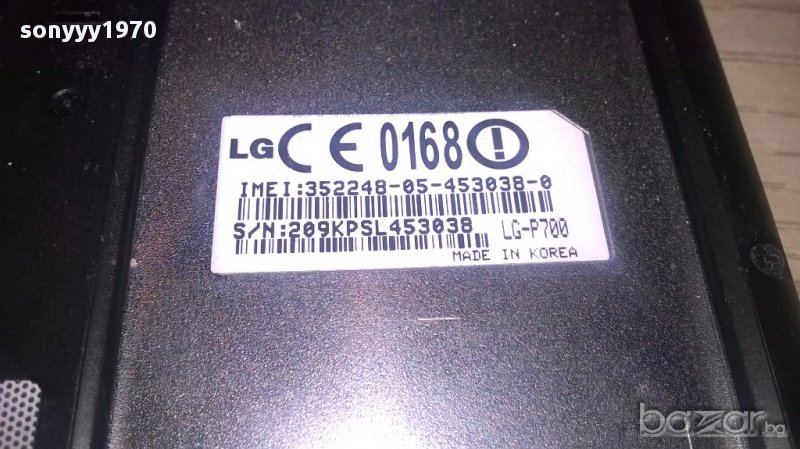 sonyyy1970
LG CE 0168
IMEI:352248-05-453038-0
S/N:209KPSL453038 LG-P700
MADE IN KOREA
bazar.bg